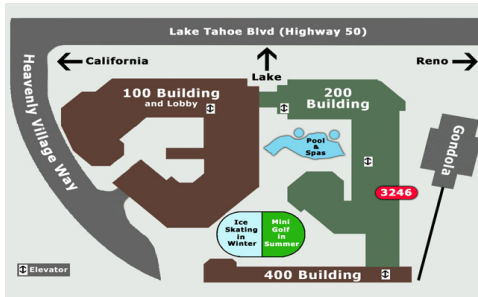 Lake Tahoe Blvd (Highway 50)
California
Lake
Reno
Heavenly Village Way
100 Building
and Lobby
200
Building
Pool
&
Spas
Gondola
3246
Ice
Skating
in
Winter
Mini
Golf
in
Summer
400 Building
Elevator